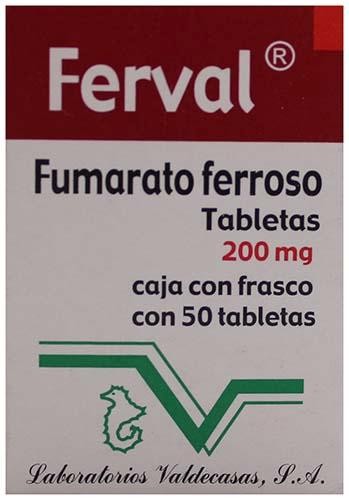 Ferval®
Fumarato ferroso
Tabletas
200 mg
caja con frasco
con 50 tabletas
Laboratorios Valdecasas, S.A.